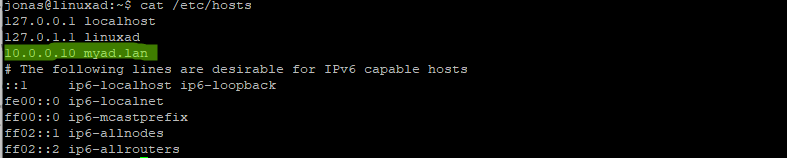 jonas@linuxad:~$ cat /etc/hosts
127.0.0.1 localhost
127.0.1.1 linuxad
10.0.0.10 myad.lan
# The following lines are desirable for IPv6 capable hosts
::1     ip6-localhost ip6-loopback
fe00::0 ip6-localnet
ff00::0 ip6-mcastprefix
ff02::1 ip6-allnodes
ff02::2 ip6-allrouters